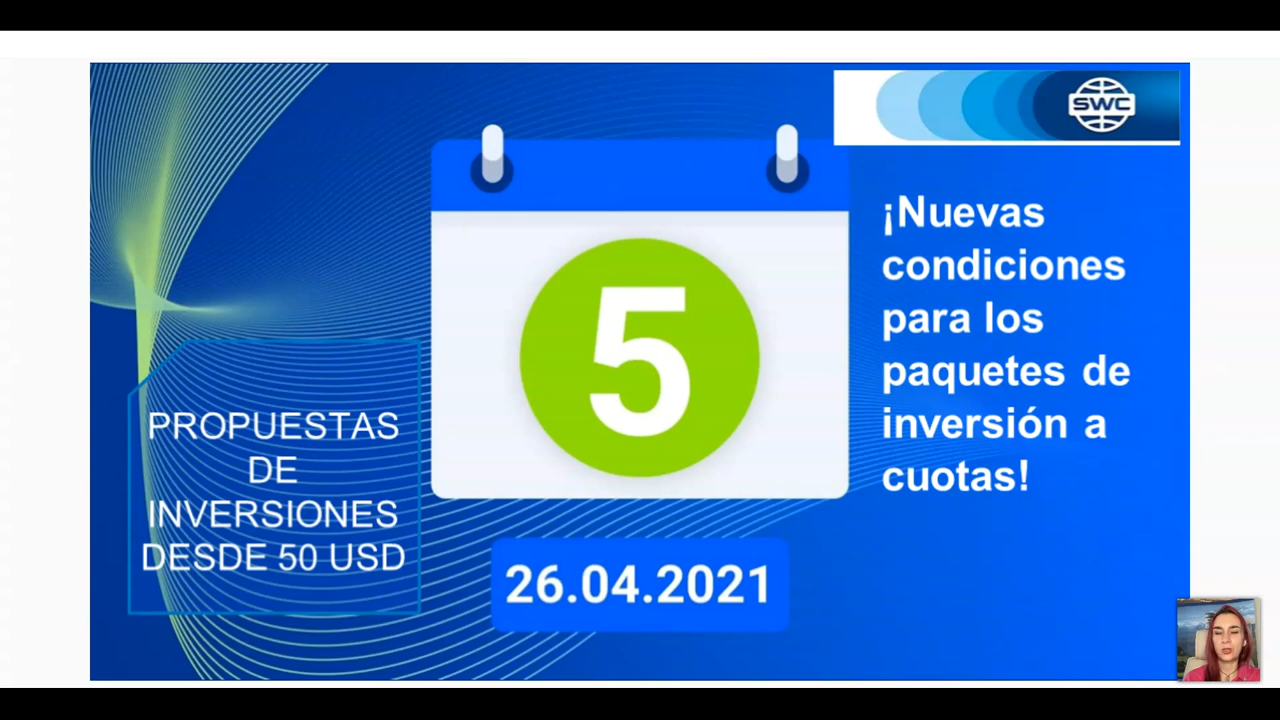 SWC
¡Nuevas
condiciones
para los
paquetes de
inversión a
cuotas!
5
PROPUESTAS
DE
INVERSIONES
DESDE 50 USD
26.04.2021